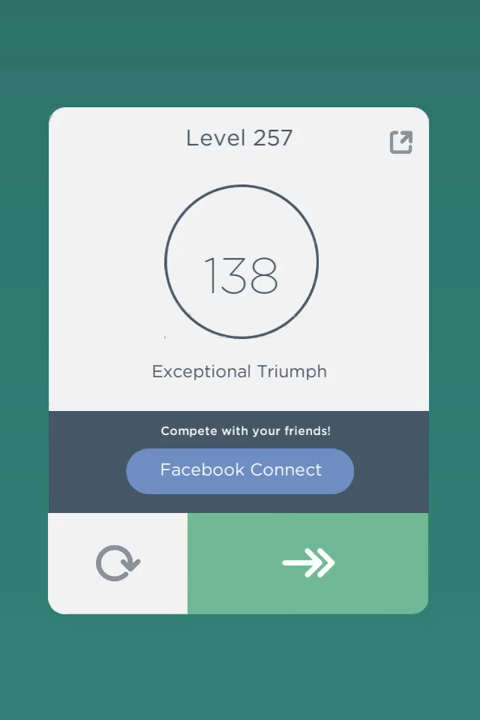 Level 257
138
Exceptional Triumph
Compete with your friends!
Facebook Connect